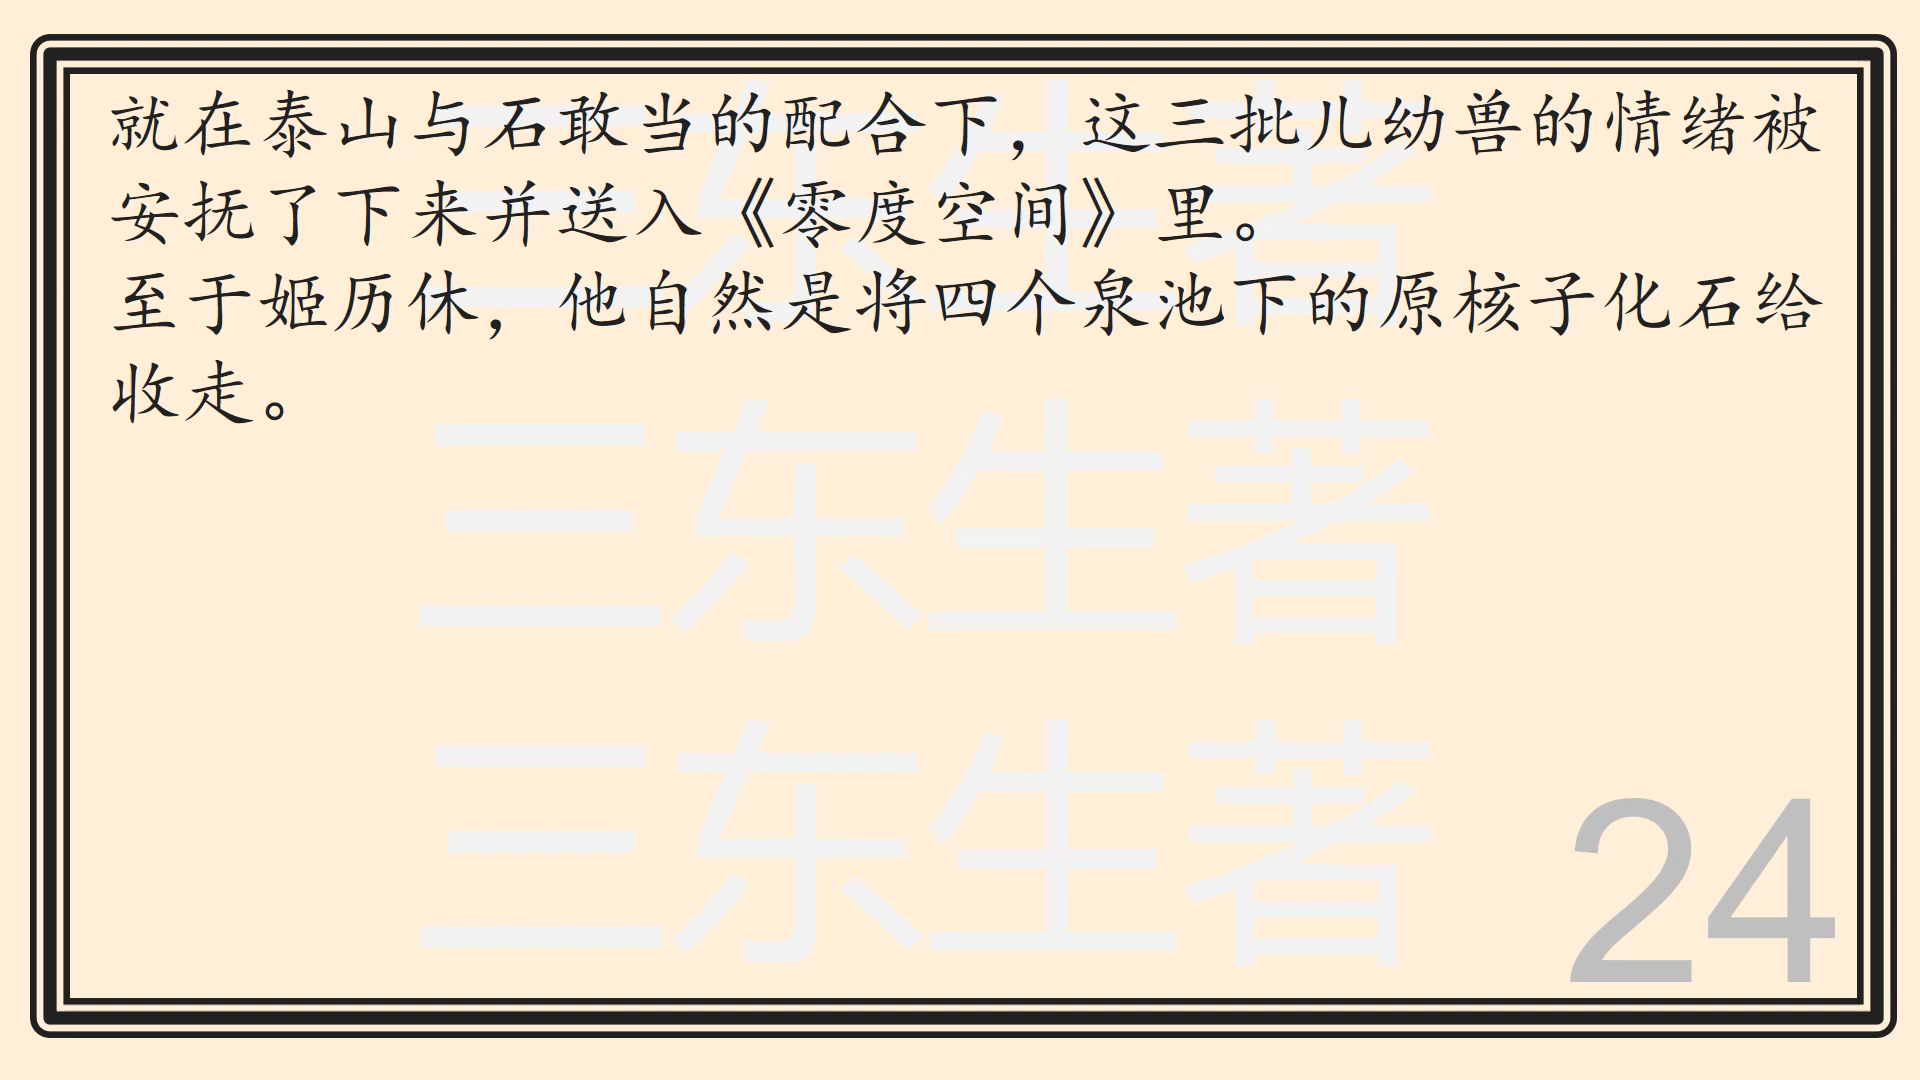 就在泰山与石敢当的配合下，这三批儿幼兽的情绪被
安抚了下来并送入《零度空间》里。
至于姬历休，他自然是将四个泉池下的原核子化石给
收走。
三东生著
三东生著
三东生著
24